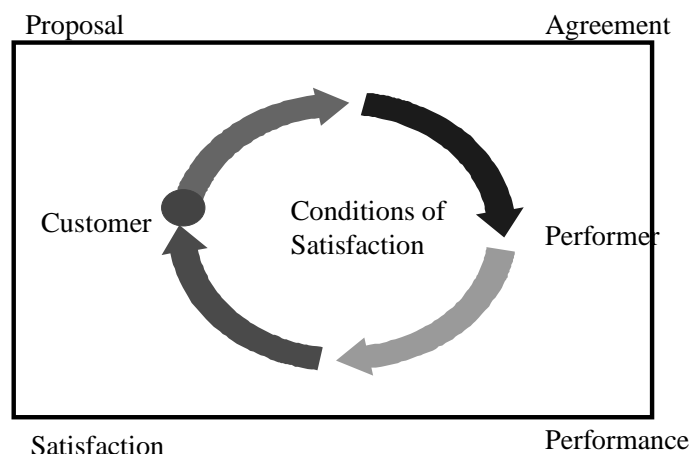 Proposal
Agreement
Customer
Conditions of
Satisfaction
Performer
Satisfaction
Performance